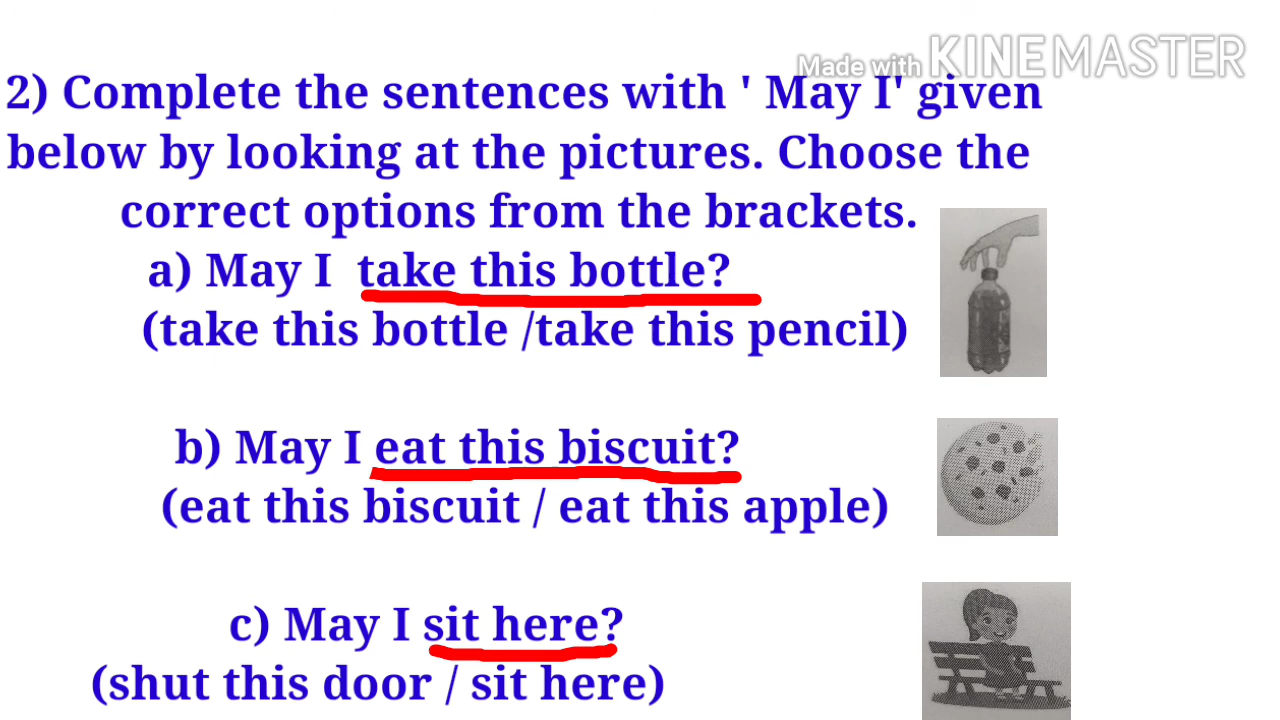 Made with KINEMASTER
2) Complete the sentences with ' May I' given
below by looking at the pictures. Choose the
correct options from the brackets.
a) May I take this bottle?
(take this bottle /take this pencil)
b) May I eat this biscuit?
(eat this biscuit / eat this apple)
c) May I sit here?
(shut this door / sit here)